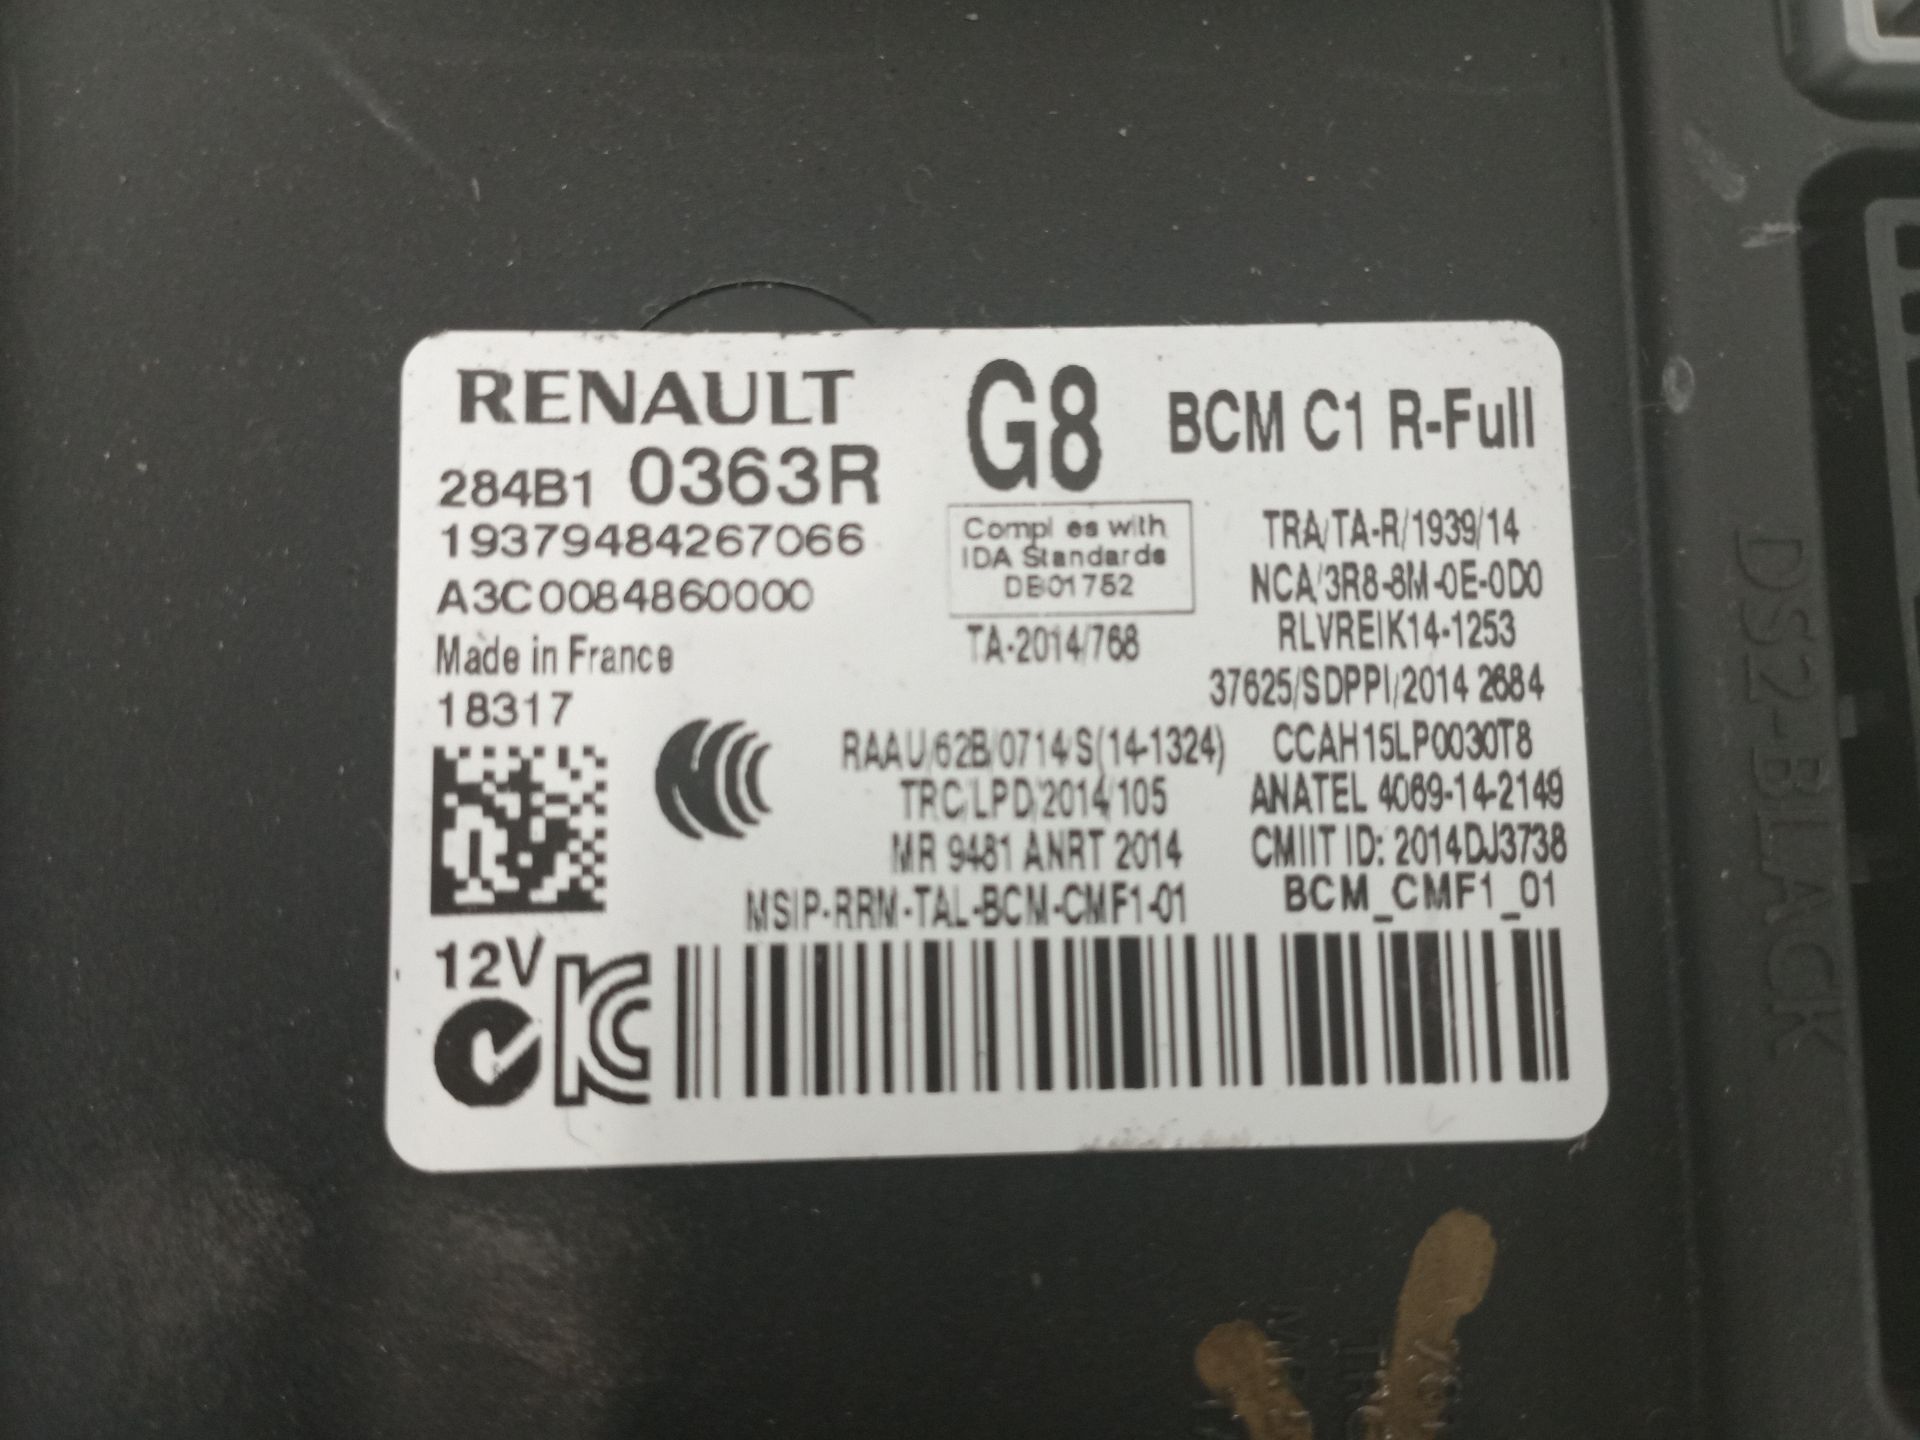 RENAULT
284B1 0363R
19379484267066
A3C0084860000
Made in France
18317
G8
BCM C1 R-Full
Complies with
IDA Standards
DB01752
TA-2014/768
TRA/TA-R/1939/14
NCA/3R8-8M-0E-0D0
RLVREIK14-1253
37625/SDPPI/2014 2684
RAAU/62B/0714/S(14-1324)
CCAH15LP0030T8
TRC/LPD/2014/105
ANATEL 4069-14-2149
MR 9481 ANRT 2014
CMIIT ID: 2014DJ3738
MSIP-RRM-TAL-BCM-CMF1-01
BCM_CMF1_01
12V
DS2-BLACK